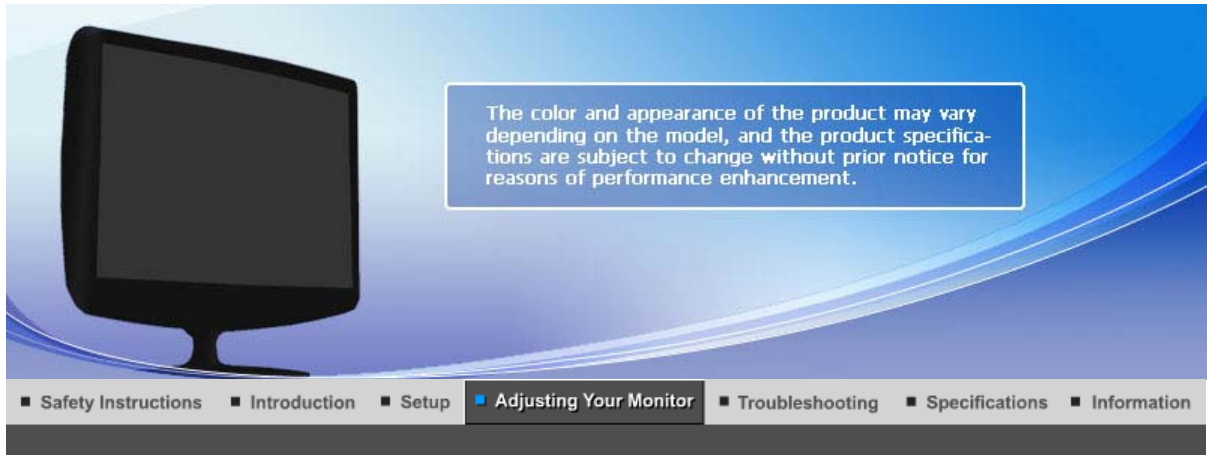 The color and appearance of the product may vary
depending on the model, and the product specifica-
tions are subject to change without prior notice for
reasons of performance enhancement.
Safety Instructions Introduction Setup Adjusting Your Monitor Troubleshooting Specifications Information